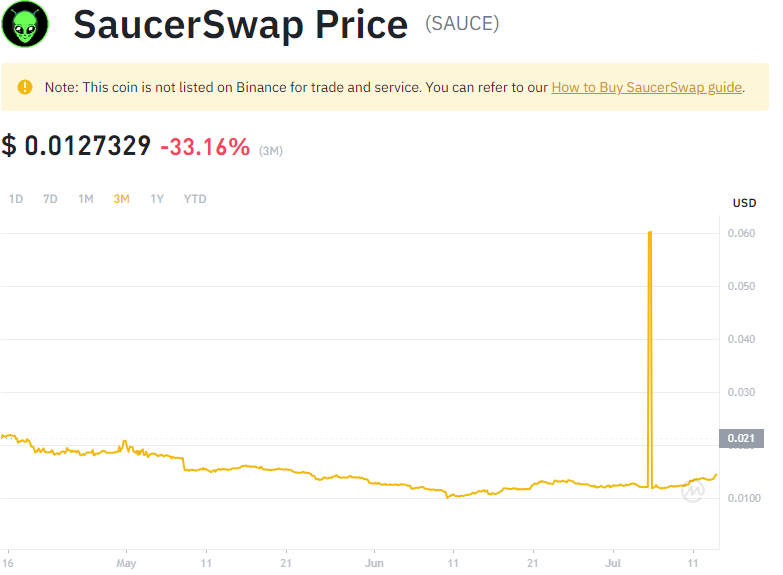 SaucerSwap Price (SAUCE)
Note: This coin is not listed on Binance for trade and service. You can refer to our How to Buy SaucerSwap guide.
$ 0.0127329 -33.16% (3M)
1D 7D 1M 3M 1Y YTD
USD
0.060
0.050
0.040
0.030
0.021
0.0100
16 May 11 21 Jun 11 21 Jul 11